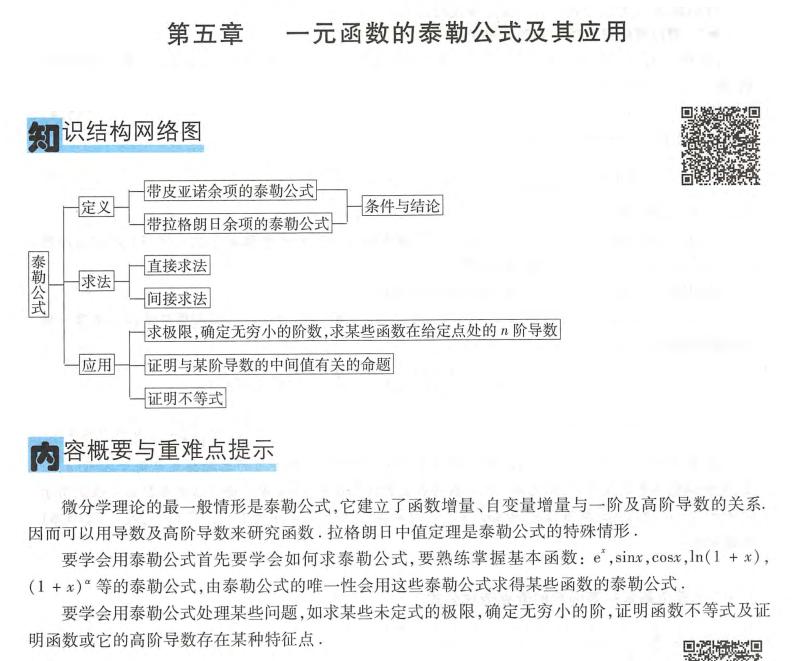 第五章 一元函数的泰勒公式及其应用
知识结构网络图
泰勒公式
定义
带皮亚诺余项的泰勒公式
带拉格朗日余项的泰勒公式
条件与结论
求法
直接求法
间接求法
应用
求极限,确定无穷小的阶数,求某些函数在给定点处的 n 阶导数
证明与某阶导数的中间值有关的命题
证明不等式
内容概要与重难点提示
微分学理论的最一般情形是泰勒公式,它建立了函数增量、自变量增量与一阶及高阶导数的关系.
因而可以用导数及高阶导数来研究函数.拉格朗日中值定理是泰勒公式的特殊情形.
要学会用泰勒公式首先要学会如何求泰勒公式,要熟练掌握基本函数: eˣ,sinx,cosx,ln(1 + x),
(1 + x)ᵅ 等的泰勒公式,由泰勒公式的唯一性会用这些泰勒公式求得某些函数的泰勒公式.
要学会用泰勒公式处理某些问题,如求某些未定式的极限,确定无穷小的阶,证明函数不等式及证
明函数或它的高阶导数存在某种特征点.